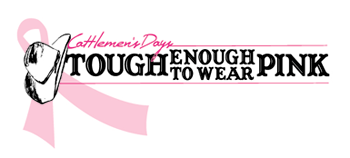 Cattlemen's Days
TOUGH ENOUGH TO WEAR PINK